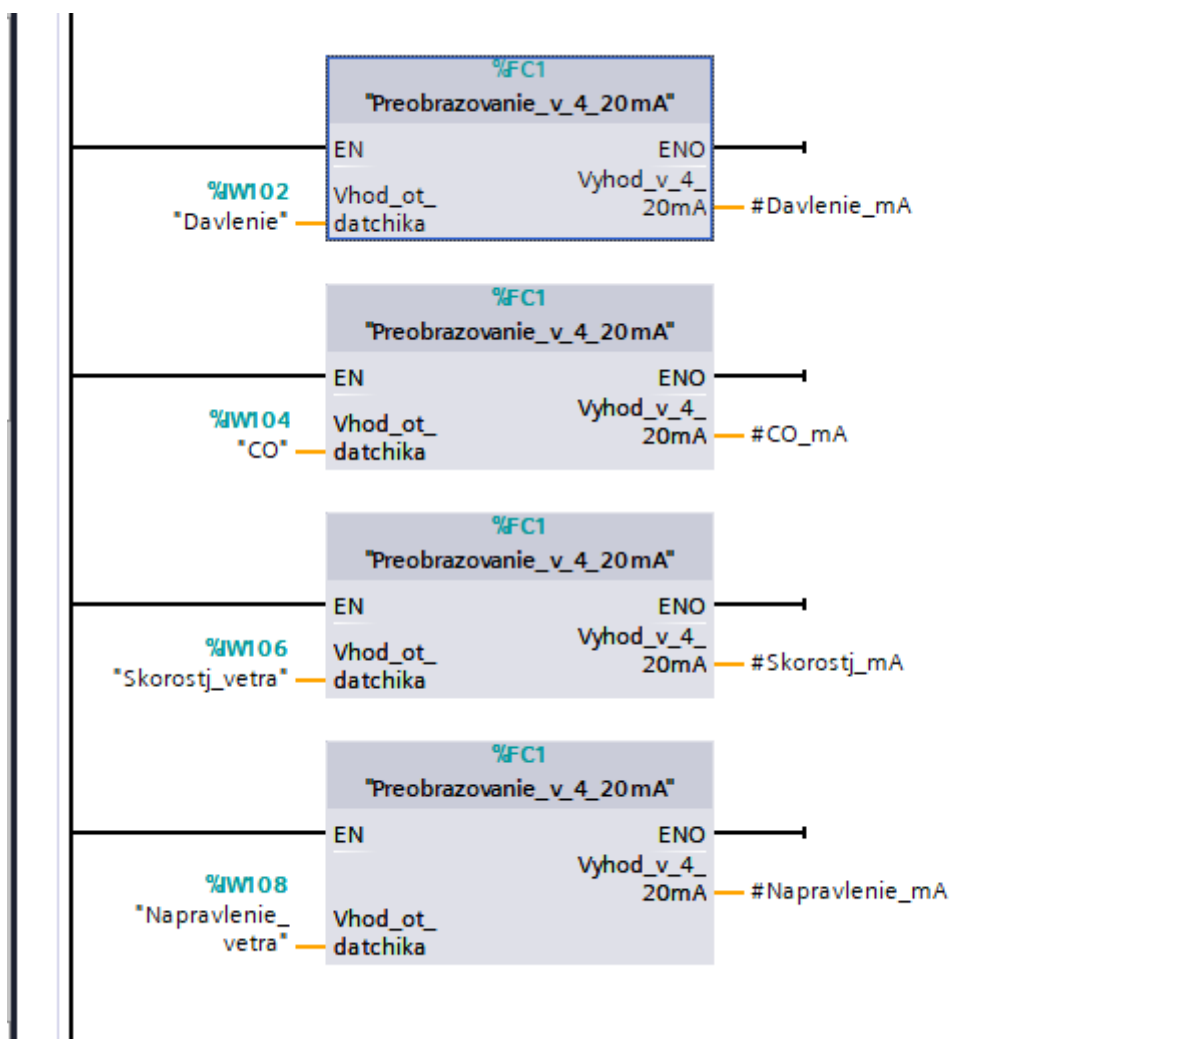 %FC1
"Preobrazovanie_v_4_20mA"
EN
ENO
%IW102
"Davlenie"
Vhod_ot_
datchika
Vyhod_v_4_
20mA
#Davlenie_mA
%FC1
"Preobrazovanie_v_4_20mA"
EN
ENO
%IW104
"CO"
Vhod_ot_
datchika
Vyhod_v_4_
20mA
#CO_mA
%FC1
"Preobrazovanie_v_4_20mA"
EN
ENO
%IW106
"Skorostj_vetra"
Vhod_ot_
datchika
Vyhod_v_4_
20mA
#Skorostj_mA
%FC1
"Preobrazovanie_v_4_20mA"
EN
ENO
%IW108
"Napravlenie_
vetra"
Vhod_ot_
datchika
Vyhod_v_4_
20mA
#Napravlenie_mA